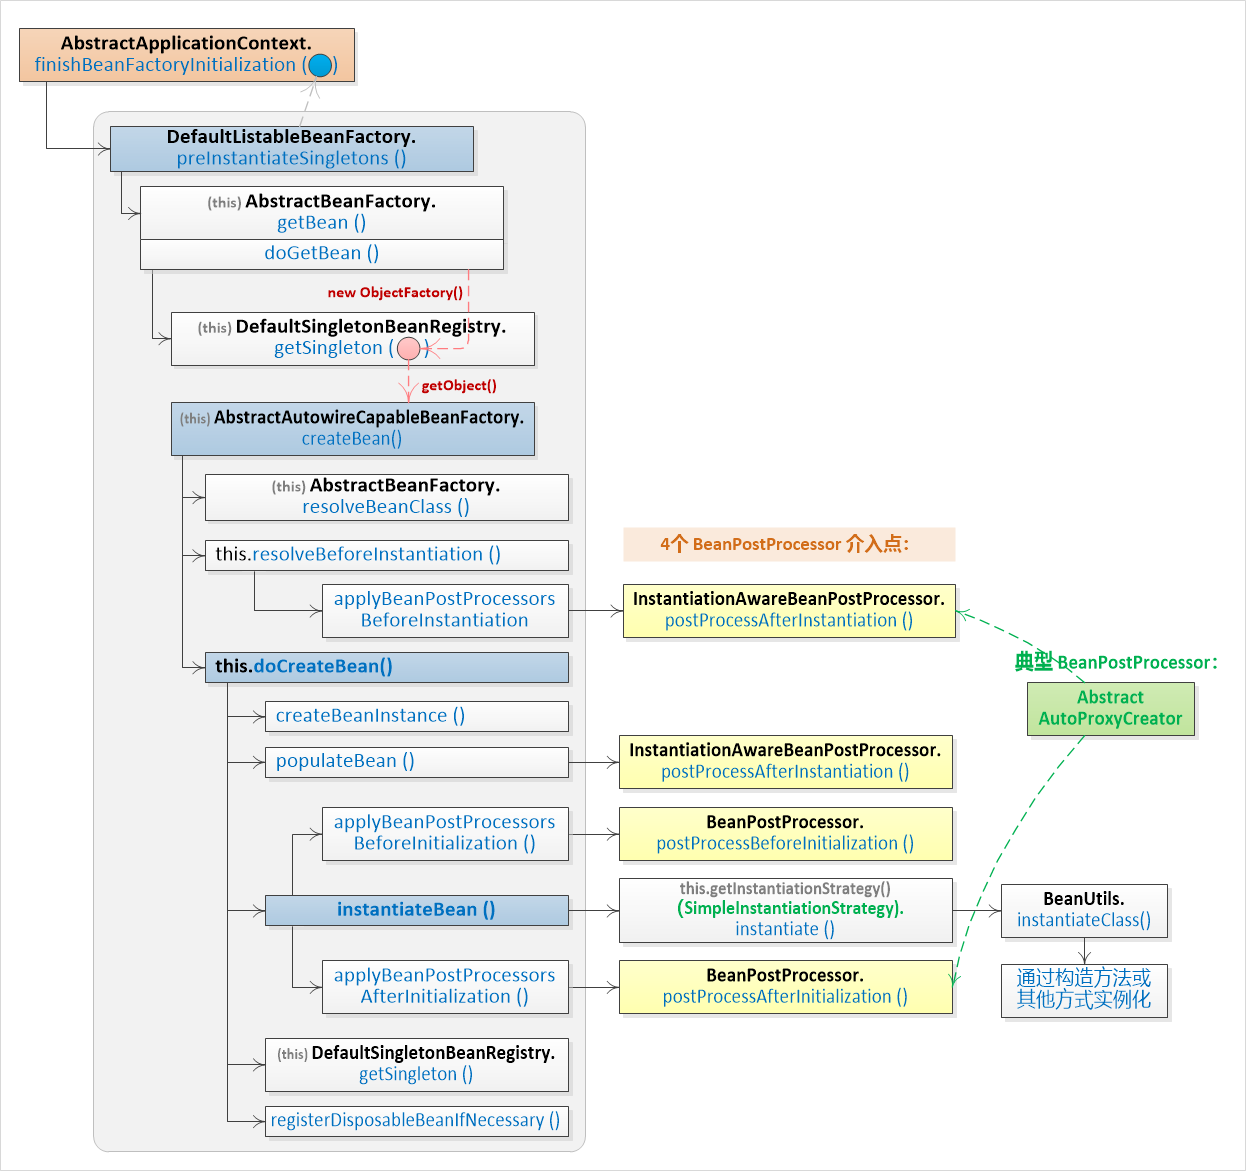 AbstractApplicationContext.
finishBeanFactoryInitialization ( )
DefaultListableBeanFactory.
preInstantiateSingletons ()
(this) AbstractBeanFactory.
getBean ()
doGetBean ()
new ObjectFactory()
(this) DefaultSingletonBeanRegistry.
getSingleton ( )
getObject()
(this) AbstractAutowireCapableBeanFactory.
createBean()
(this) AbstractBeanFactory.
resolveBeanClass ()
this.resolveBeforeInstantiation ()
4个 BeanPostProcessor 介入点：
applyBeanPostProcessors
BeforeInstantiation
InstantiationAwareBeanPostProcessor.
postProcessAfterInstantiation ()
典型 BeanPostProcessor：
Abstract
AutoProxyCreator
this.doCreateBean()
createBeanInstance ()
populateBean ()
InstantiationAwareBeanPostProcessor.
postProcessAfterInstantiation ()
applyBeanPostProcessors
BeforeInitialization ()
BeanPostProcessor.
postProcessBeforeInitialization ()
instantiateBean ()
this.getInstantiationStrategy()
(SimpleInstantiationStrategy).
instantiate ()
BeanUtils.
instantiateClass()
通过构造方法或
其他方式实例化
applyBeanPostProcessors
AfterInitialization ()
BeanPostProcessor.
postProcessAfterInitialization ()
(this) DefaultSingletonBeanRegistry.
getSingleton ()
registerDisposableBeanIfNecessary ()